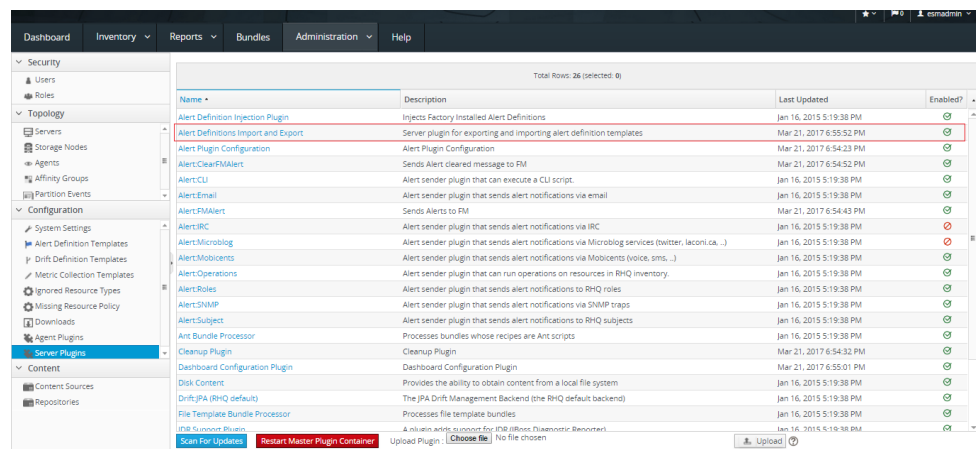 0 esmadmin
Dashboard Inventory Reports Bundles Administration Help
Security
Users
Roles
Topology
Servers
Storage Nodes
Agents
Affinity Groups
Partition Events
Configuration
System Settings
Alert Definition Templates
Drift Definition Templates
Metric Collection Templates
Ignored Resource Types
Missing Resource Policy
Downloads
Agent Plugins
Server Plugins
Content
Content Sources
Repositories
Total Rows: 26 (selected: 0)
Name Description Last Updated Enabled?
Alert Definition Injection Plugin Injects Factory Installed Alert Definitions Jan 16, 2015 5:19:38 PM
Alert Definitions Import and Export Server plugin for exporting and importing alert definition templates Mar 21, 2017 6:55:52 PM
Alert Plugin Configuration Alert Plugin Configuration Mar 21, 2017 6:54:23 PM
Alert:ClearFMAlert Sends Alert cleared message to FM Mar 21, 2017 6:54:52 PM
Alert:CLI Alert sender plugin that can execute a CLI script. Jan 16, 2015 5:19:38 PM
Alert:Email Alert sender plugin that sends alert notifications via email Jan 16, 2015 5:19:38 PM
Alert:FMAlert Sends Alerts to FM Mar 21, 2017 6:54:43 PM
Alert:IRC Alert sender plugin that sends alert notifications via IRC Jan 16, 2015 5:19:38 PM
Alert:Microblog Alert sender plugin that sends alert notifications via Microblog services (twitter, laconi.ca, ..) Jan 16, 2015 5:19:38 PM
Alert:Mobicents Alert sender plugin that sends alert notifications via Mobicents (voice, sms, ..) Jan 16, 2015 5:19:38 PM
Alert:Operations Alert sender plugin that can run operations on resources in RHQ inventory. Jan 16, 2015 5:19:38 PM
Alert:Roles Alert sender plugin that sends alert notifications to RHQ roles Jan 16, 2015 5:19:38 PM
Alert:SNMP Alert sender plugin that sends alert notifications via SNMP traps Jan 16, 2015 5:19:38 PM
Alert:Subject Alert sender plugin that sends alert notifications to RHQ subjects Jan 16, 2015 5:19:38 PM
Ant Bundle Processor Processes bundles whose recipes are Ant scripts Jan 16, 2015 5:19:38 PM
Cleanup Plugin Cleanup Plugin Mar 21, 2017 6:54:32 PM
Dashboard Configuration Plugin Dashboard Configuration Plugin Mar 21, 2017 6:55:01 PM
Disk Content Provides the ability to obtain content from a local file system Jan 16, 2015 5:19:38 PM
Drift:JPA (RHQ default) The JPA Drift Management Backend (the RHQ default backend) Jan 16, 2015 5:19:38 PM
File Template Bundle Processor Processes file template bundles Jan 16, 2015 5:19:38 PM
JDR Support Plugin A plugin adds support for JDR (JBoss Diagnostic Reporter) Jan 16, 2015 5:19:38 PM
Scan For Updates Restart Master Plugin Container Upload Plugin : Choose file No file chosen Upload